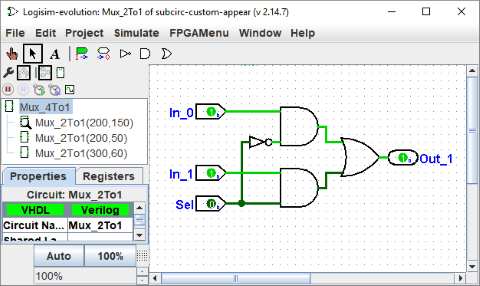 Logisim-evolution: Mux_2To1 of subcirc-custom-appear (v 2.14.7)
File Edit Project Simulate FPGAMenu Window Help
A
Mux_4To1
Mux_2To1(200,150)
Mux_2To1(200,50)
Mux_2To1(300,60)
Properties Registers
Circuit: Mux_2To1
VHDL Verilog
Circuit Na... Mux_2To1
Shared La
Auto 100%
100%
In_0 1
In_1 1
Sel 0
1 Out_1